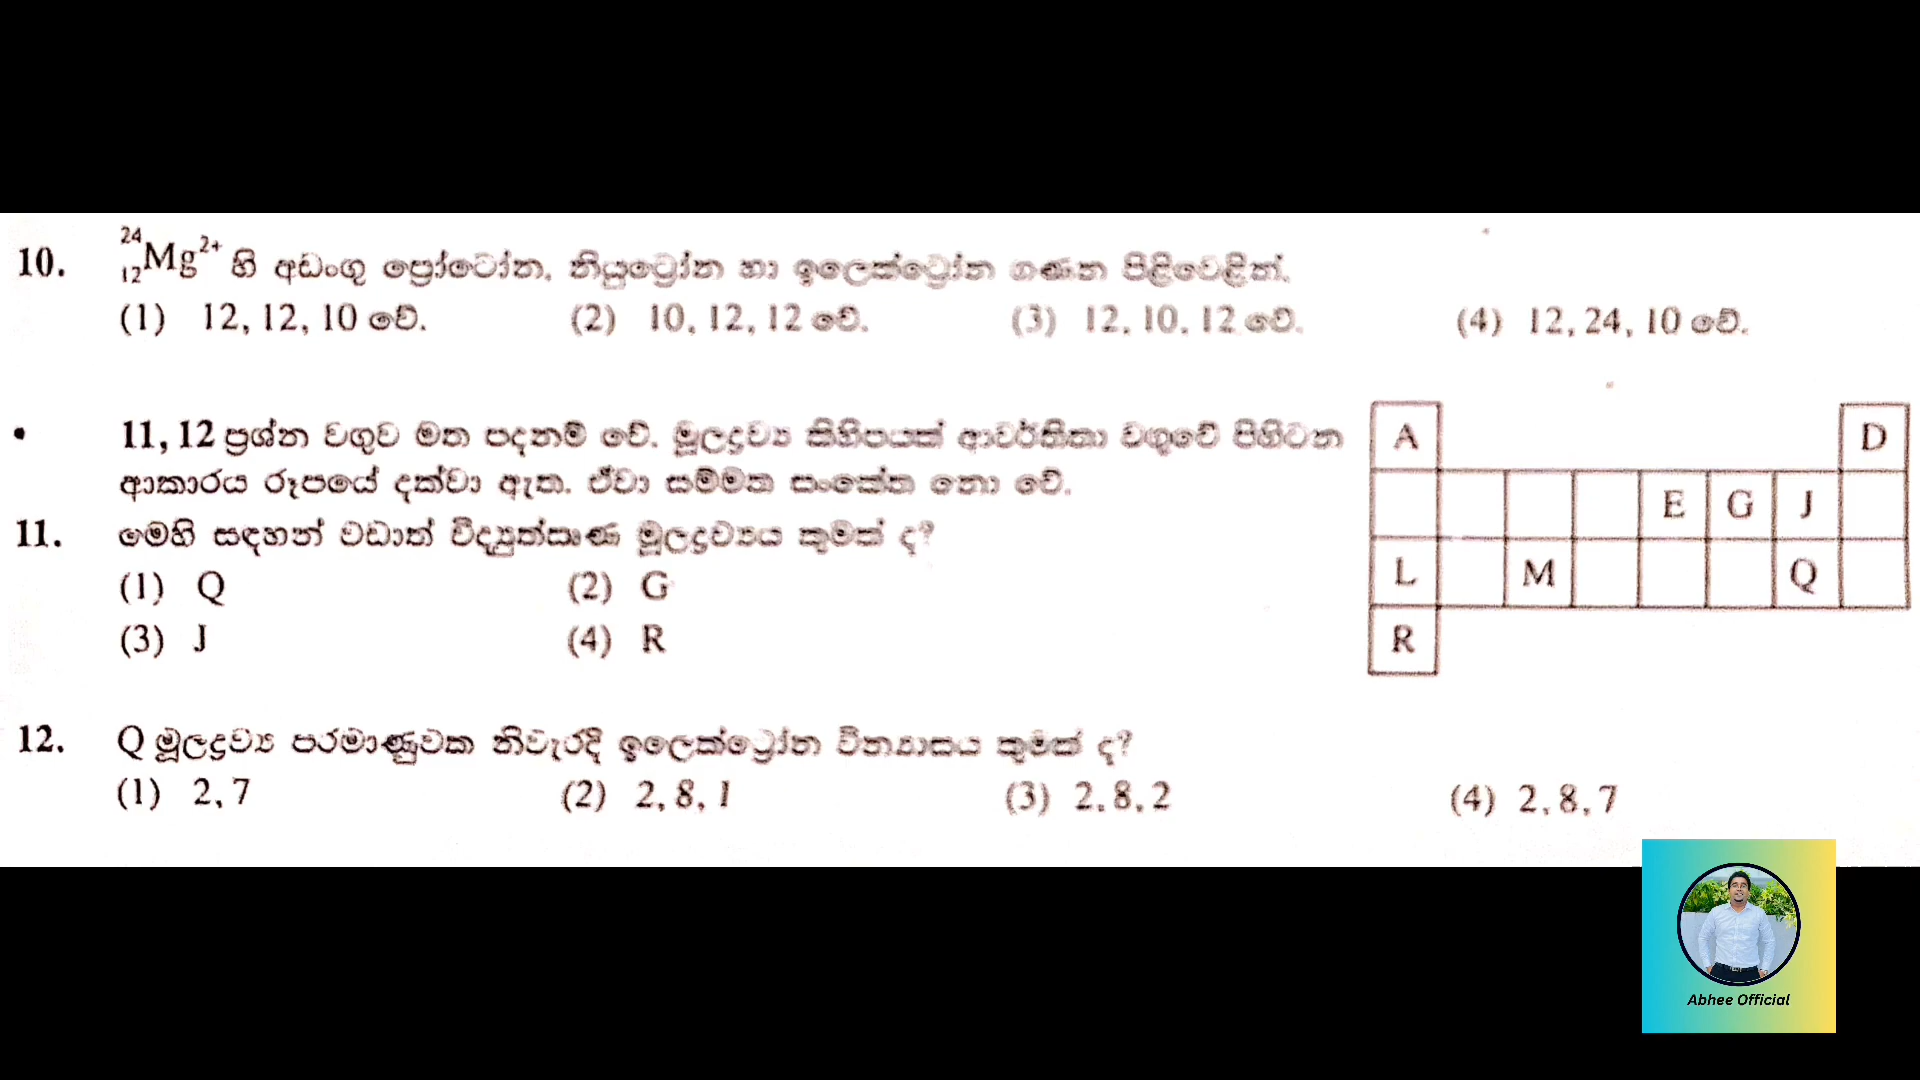 10. ²⁴₁₂Mg²⁺ හි අඩංගු ප්‍රෝටෝන, නියුට්‍රෝන හා ඉලෙක්ට්‍රෝන ගණන පිළිවෙළින්,
(1) 12, 12, 10 වේ. (2) 10, 12, 12 වේ. (3) 12, 10, 12 වේ. (4) 12, 24, 10 වේ.
• 11, 12 ප්‍රශ්න වගුව මත පදනම් වේ. මූලද්‍රව්‍ය කිහිපයක් ආවර්තිතා වගුවේ පිහිටන
ආකාරය රූපයේ දක්වා ඇත. ඒවා සම්මත සංකේත නො වේ.
11. මෙහි සඳහන් වඩාත් විද්‍යුත්සෘණ මූලද්‍රව්‍යය කුමක් ද?
(1) Q (2) G
(3) J (4) R
A D
E G J
L M Q
R
12. Q මූලද්‍රව්‍ය පරමාණුවක නිවැරදි ඉලෙක්ට්‍රෝන වින්‍යාසය කුමක් ද?
(1) 2, 7 (2) 2, 8, 1 (3) 2, 8, 2 (4) 2, 8, 7
Abhee Official